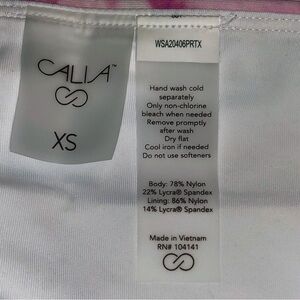 CALIA™
XS
WSA20406PRTX
Hand wash cold
separately
Only non-chlorine
bleach when needed
Remove promptly
after wash
Dry flat
Cool iron if needed
Do not use softeners
Body: 78% Nylon
22% Lycra® Spandex
Lining: 86% Nylon
14% Lycra® Spandex
Made in Vietnam
RN# 104141